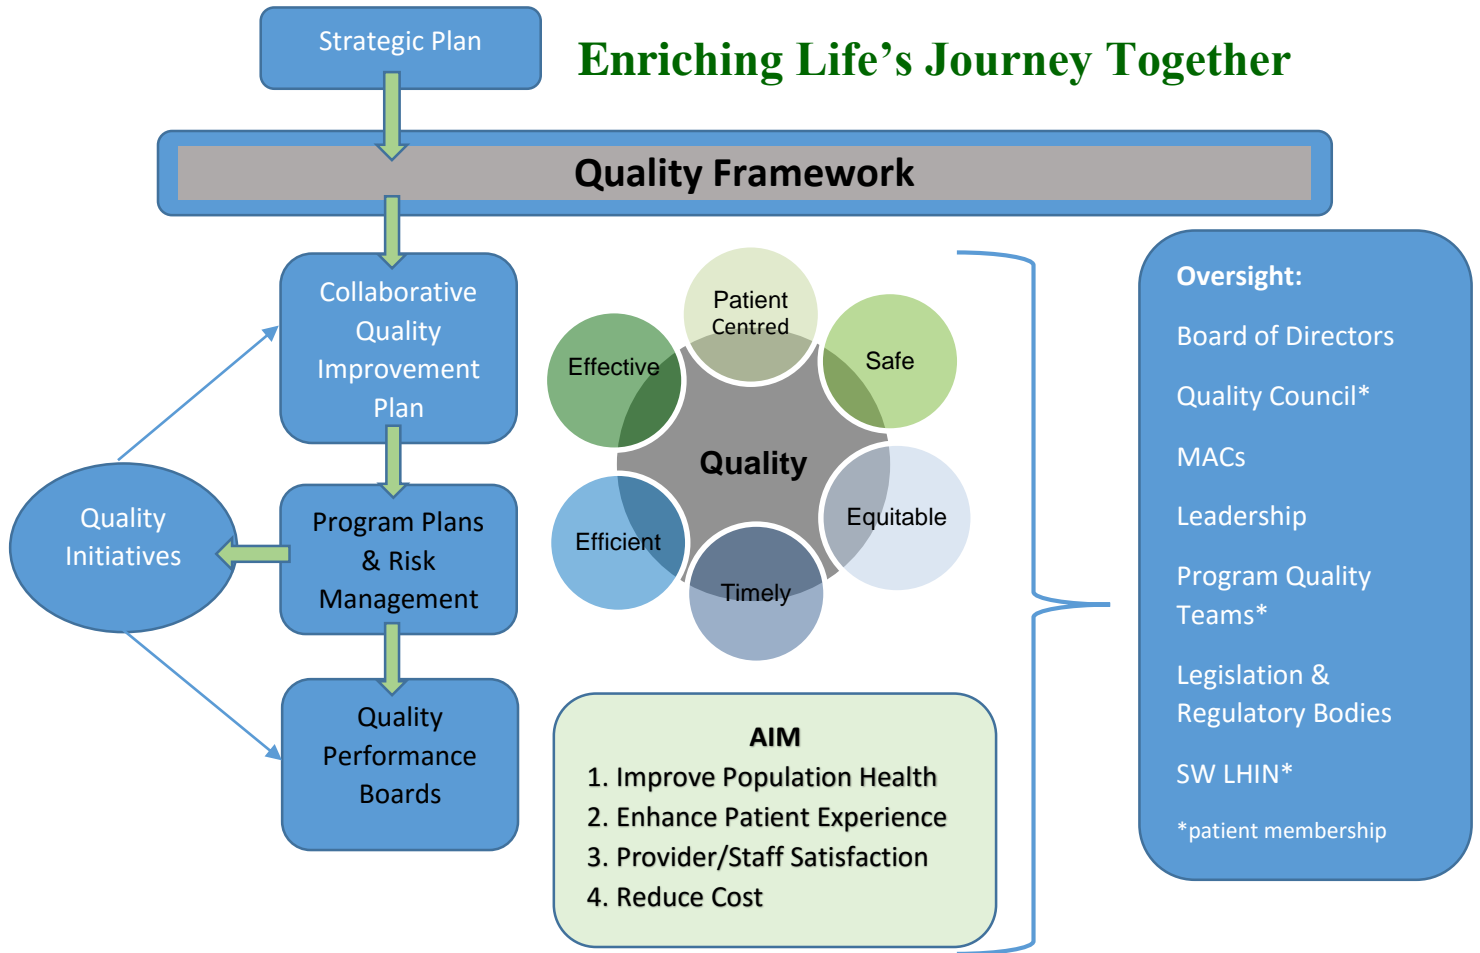 Strategic Plan
Enriching Life’s Journey Together
Quality Framework
Collaborative
Quality
Improvement
Plan
Program Plans
& Risk
Management
Quality
Initiatives
Quality
Performance
Boards
Patient
Centred
Safe
Equitable
Timely
Efficient
Effective
Quality
AIM
1. Improve Population Health
2. Enhance Patient Experience
3. Provider/Staff Satisfaction
4. Reduce Cost
Oversight:
Board of Directors
Quality Council*
MACs
Leadership
Program Quality
Teams*
Legislation &
Regulatory Bodies
SW LHIN*
*patient membership